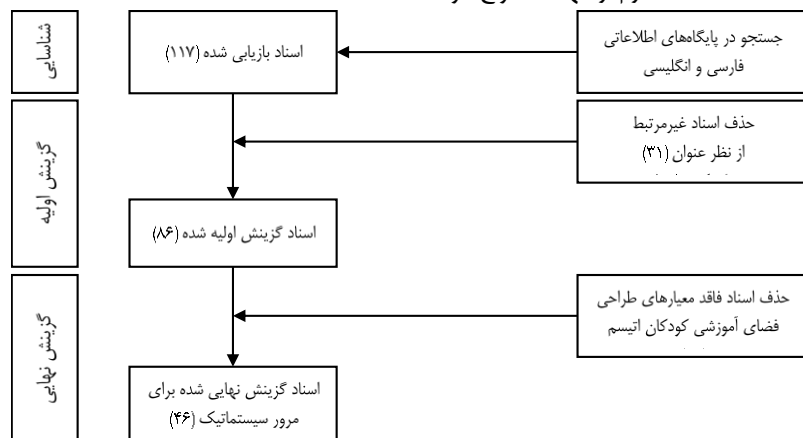 جستجو در پایگاه‌های اطلاعاتی
فارسی و انگلیسی
اسناد بازیابی شده (۱۱۷)
شناسایی
حذف اسناد غیرمرتبط
از نظر عنوان (۳۱)
گزینش اولیه
اسناد گزینش اولیه شده (۸۶)
حذف اسناد فاقد معیارهای طراحی
فضای آموزشی کودکان اتیسم
گزینش نهایی
اسناد گزینش نهایی شده برای
مرور سیستماتیک (۴۶)